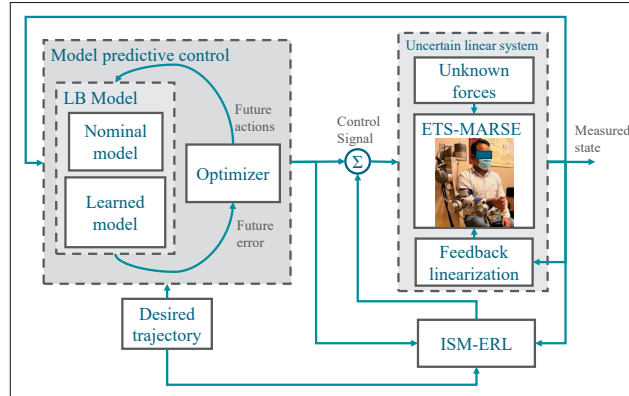 Model predictive control
LB Model
Nominal
model
Learned
model
Future
actions
Optimizer
Future
error
Desired
trajectory
Control
Signal
Σ
Uncertain linear system
Unknown
forces
ETS-MARSE
Feedback
linearization
Measured
state
ISM-ERL